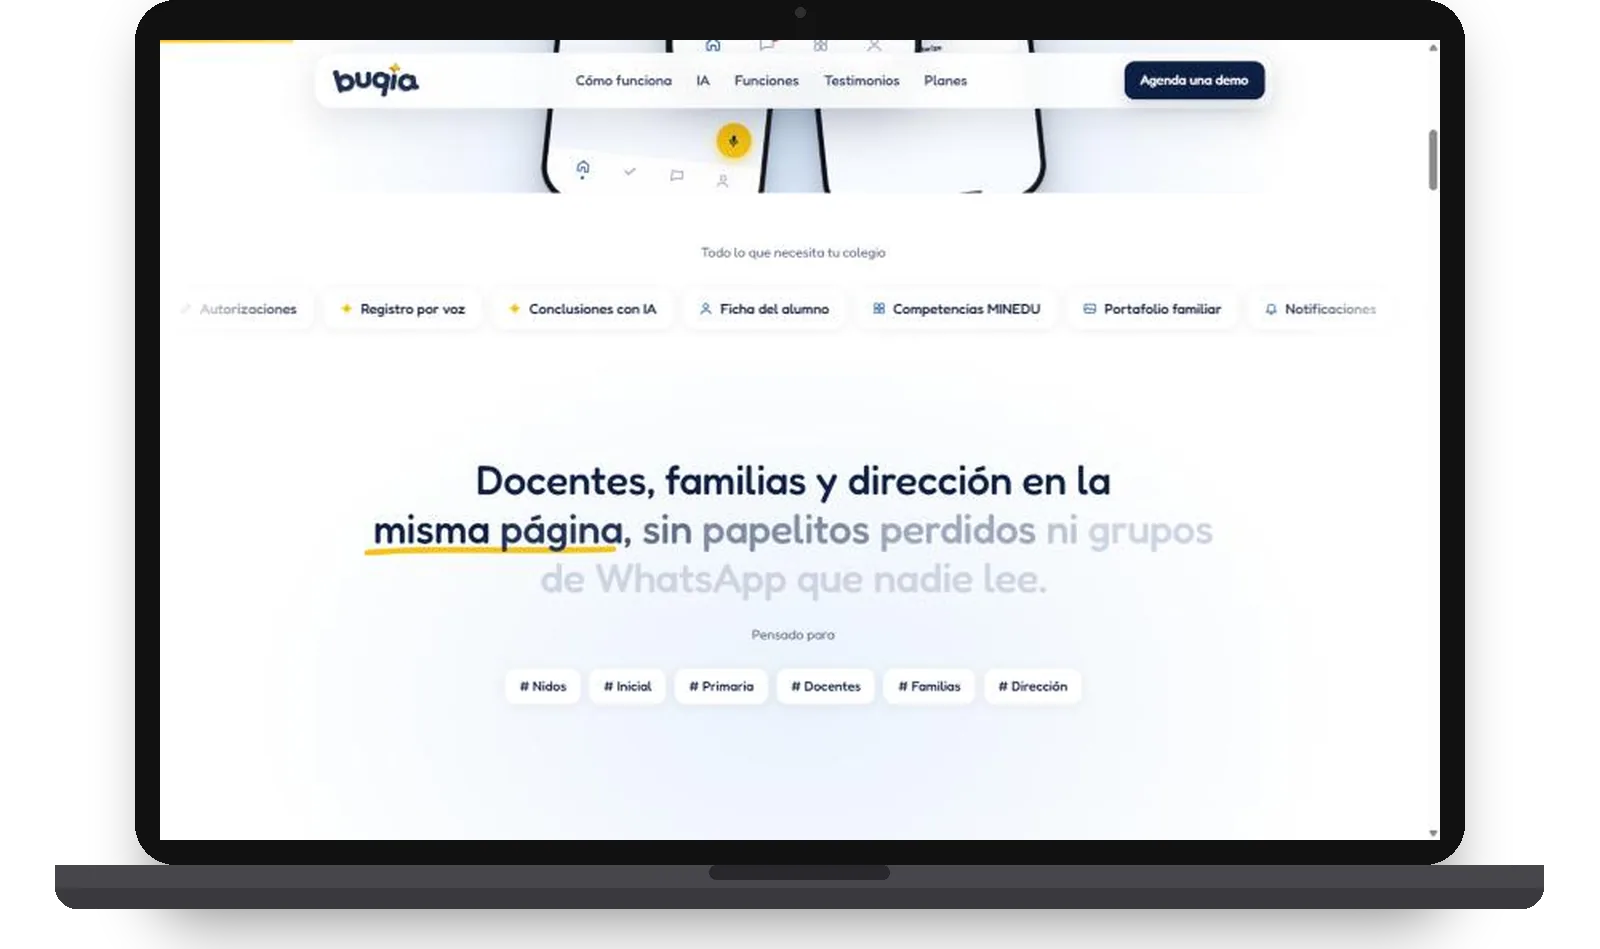 buqia
Cómo funciona IA Funciones Testimonios Planes
Agenda una demo
Todo lo que necesita tu colegio
Autorizaciones Registro por voz Conclusiones con IA Ficha del alumno Competencias MINEDU Portafolio familiar Notificaciones
Docentes, familias y dirección en la
misma página, sin papelitos perdidos ni grupos
de WhatsApp que nadie lee.
Pensado para
# Nidos # Inicial # Primaria # Docentes # Familias # Dirección